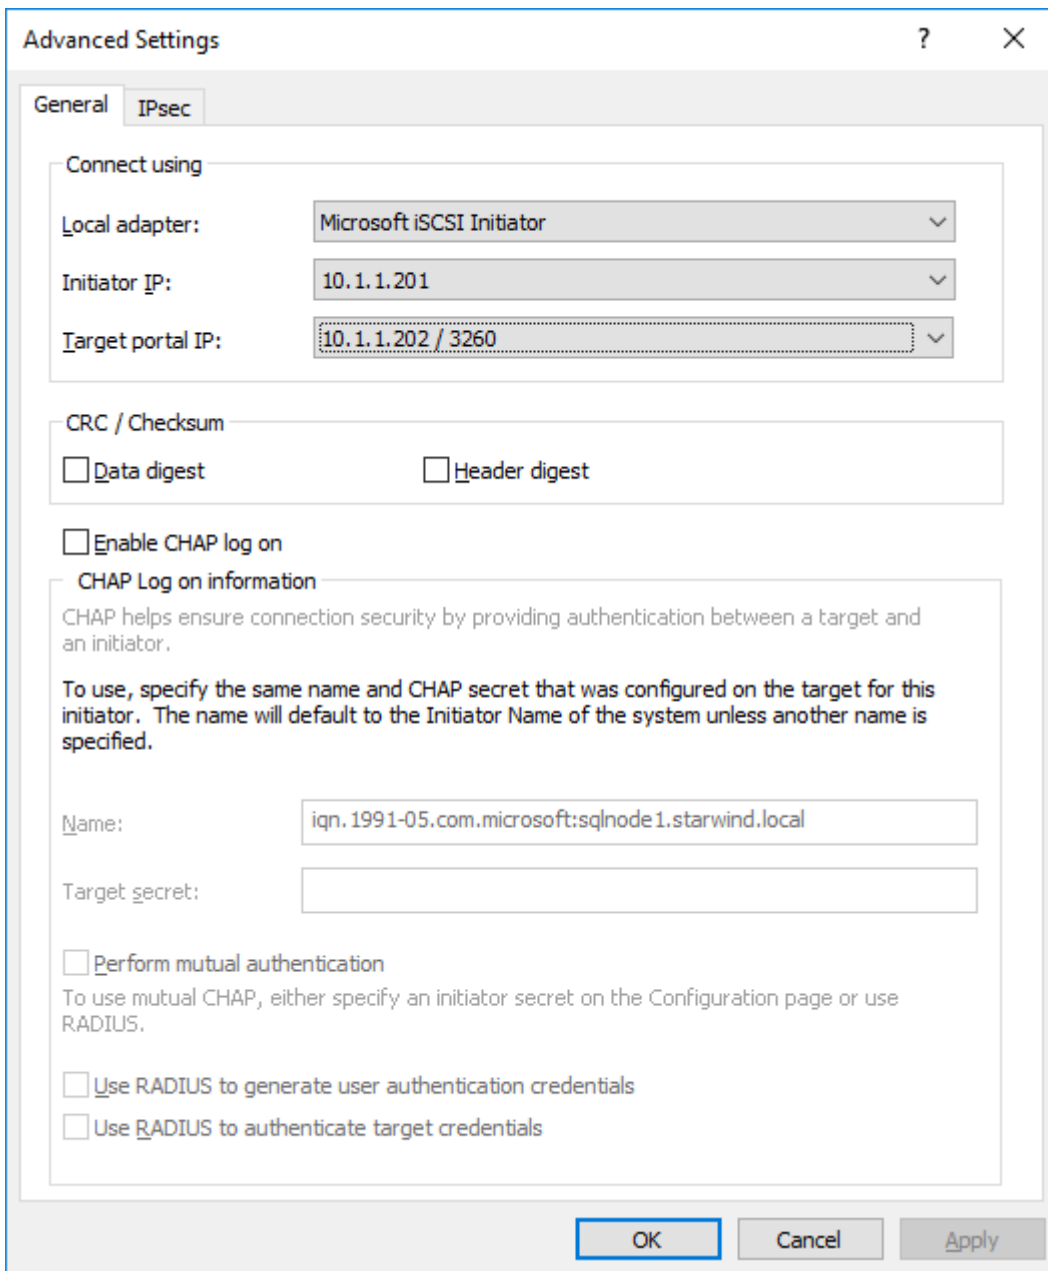 Advanced Settings
?
General
IPsec
Connect using
Local adapter:
Microsoft iSCSI Initiator
Initiator IP:
10.1.1.201
Target portal IP:
10.1.1.202 / 3260
CRC / Checksum
Data digest
Header digest
Enable CHAP log on
CHAP Log on information
CHAP helps ensure connection security by providing authentication between a target and
an initiator.
To use, specify the same name and CHAP secret that was configured on the target for this
initiator.  The name will default to the Initiator Name of the system unless another name is
specified.
Name:
iqn.1991-05.com.microsoft:sqlnode1.starwind.local
Target secret:
Perform mutual authentication
To use mutual CHAP, either specify an initiator secret on the Configuration page or use
RADIUS.
Use RADIUS to generate user authentication credentials
Use RADIUS to authenticate target credentials
OK
Cancel
Apply